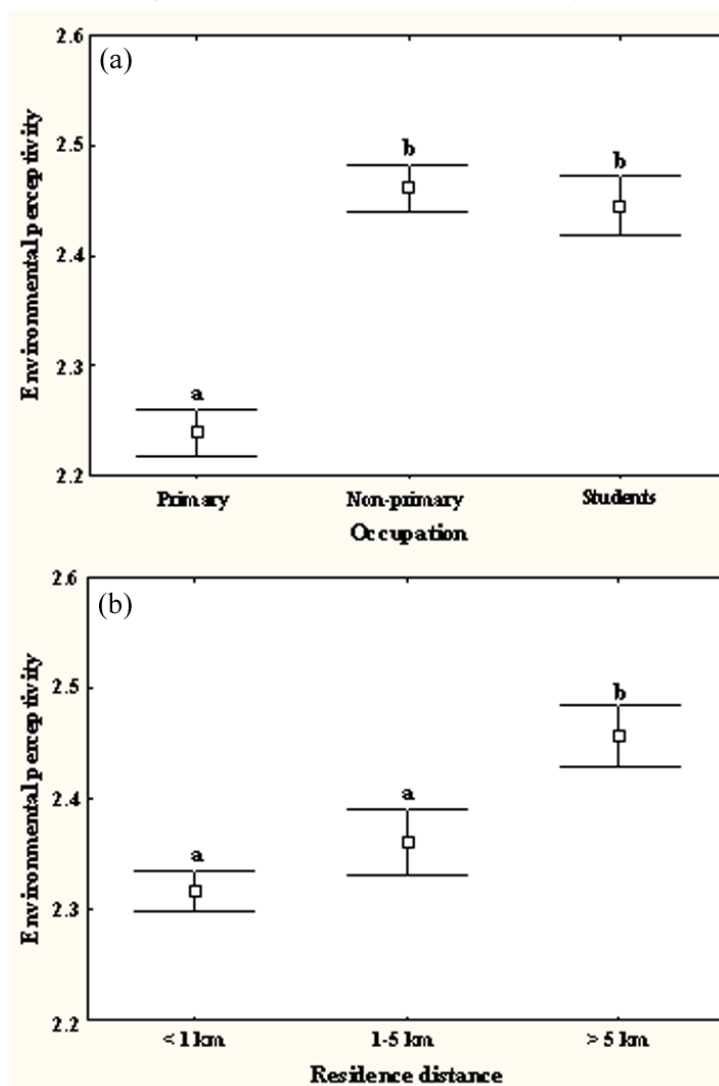 2.6
(a)
b
b
2.5
2.4
2.3
a
2.2
Environmental perceptivity
Primary
Non-primary
Students
Occupation
2.6
(b)
b
2.5
a
2.4
a
2.3
2.2
Environmental perceptivity
< 1 km
1-5 km
> 5 km
Resilence distance